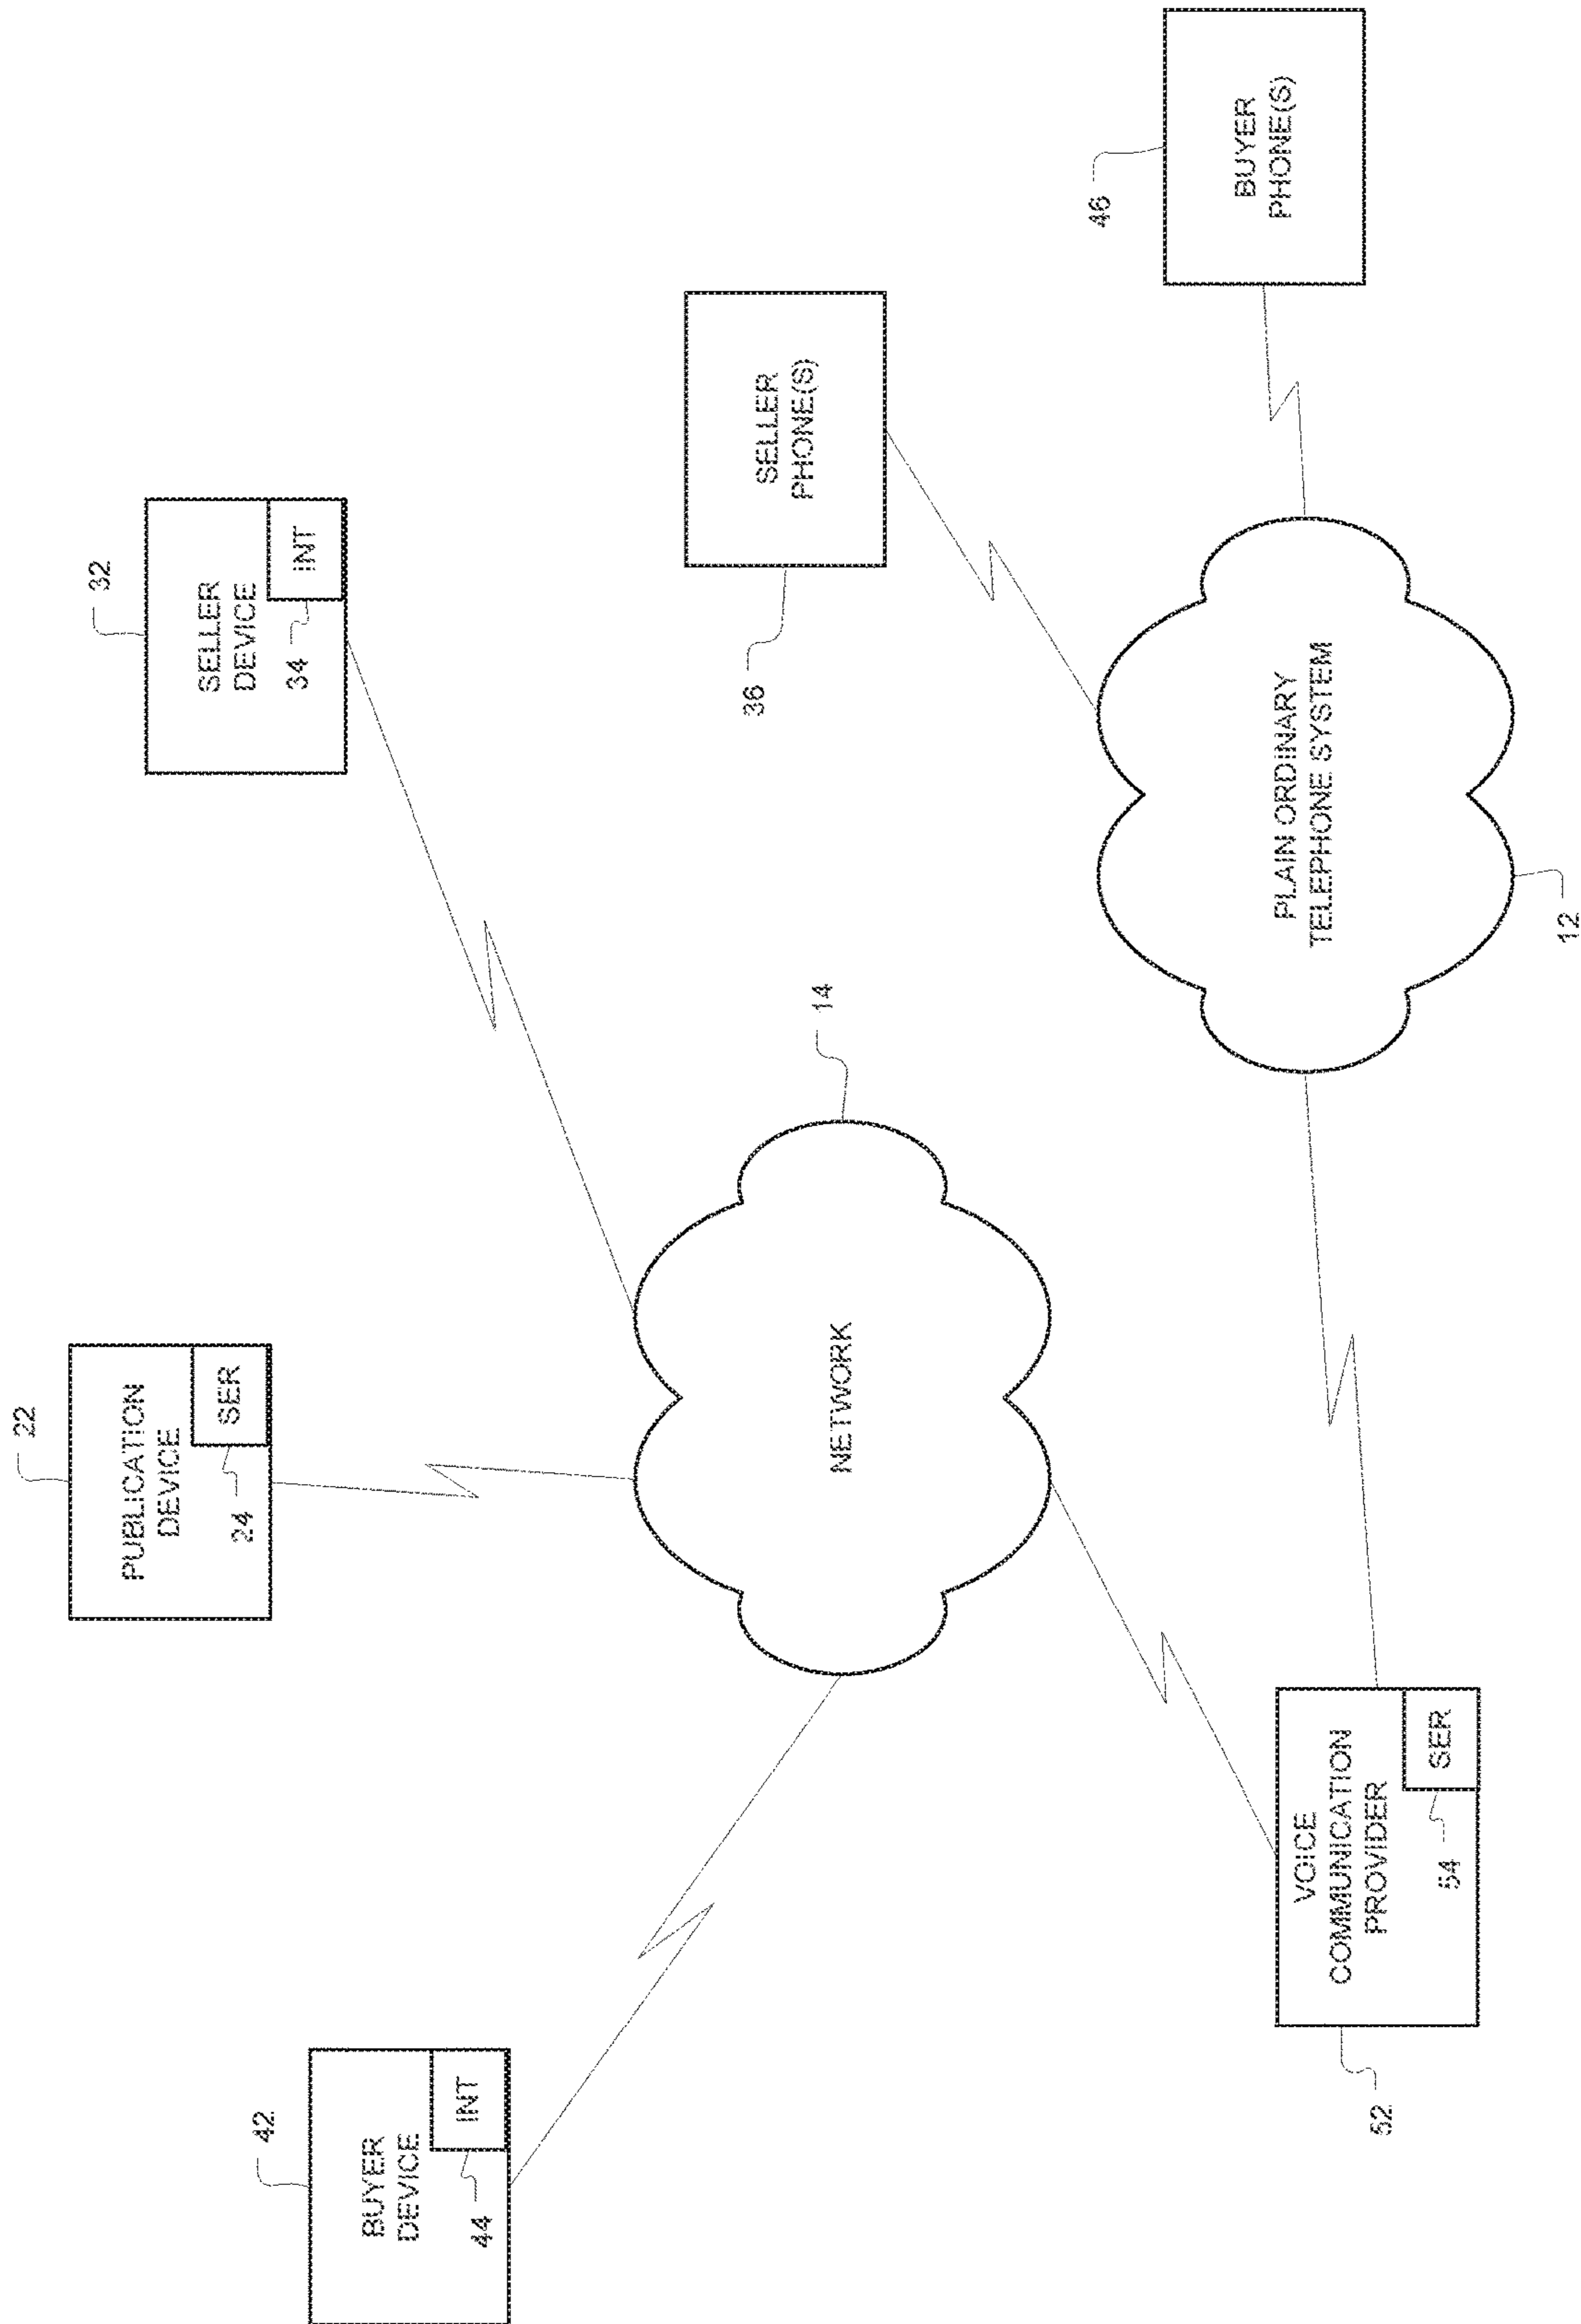 22
PUBLICATION
DEVICE
SER
24
32
SELLER
DEVICE
INT
34
42
BUYER
DEVICE
INT
44
14
NETWORK
SELLER
PHONE(S)
36
46
BUYER
PHONE(S)
VOICE
COMMUNICATION
PROVIDER
SER
54
52
PLAIN ORDINARY
TELEPHONE SYSTEM
12